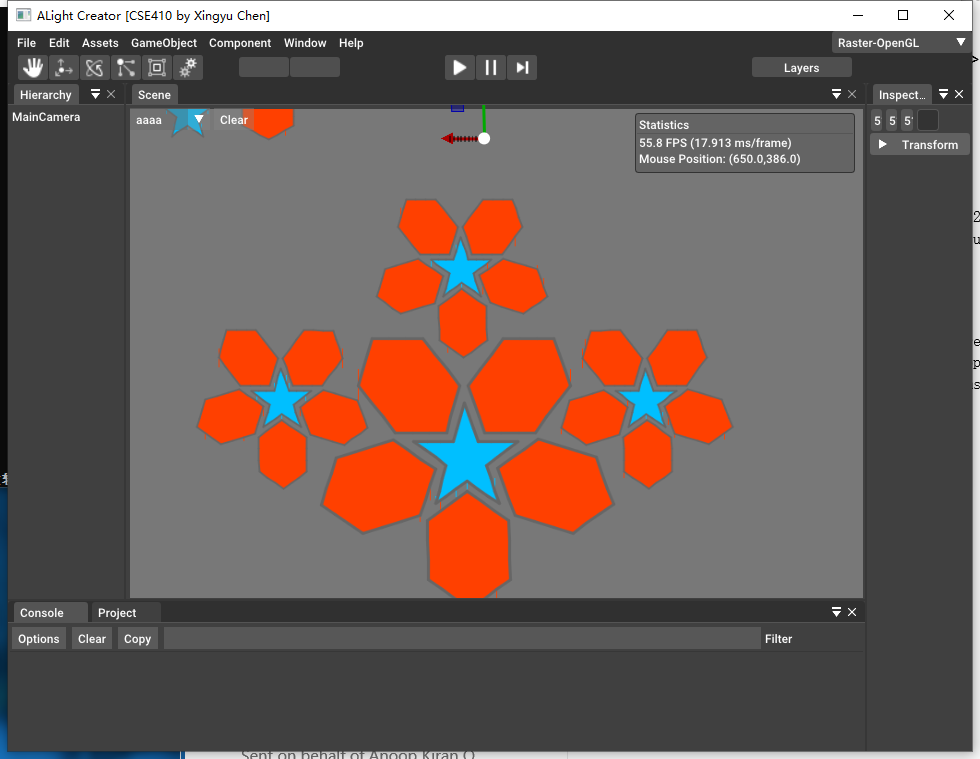 ALight Creator [CSE410 by Xingyu Chen]
File Edit Assets GameObject Component Window Help
Raster-OpenGL
Layers
Hierarchy
Scene
Inspect...
MainCamera
aaaa Clear
Statistics
55.8 FPS (17.913 ms/frame)
Mouse Position: (650.0,386.0)
5 5 5
Transform
Console Project
Options Clear Copy Filter
Sent on behalf of Anoop Kiran